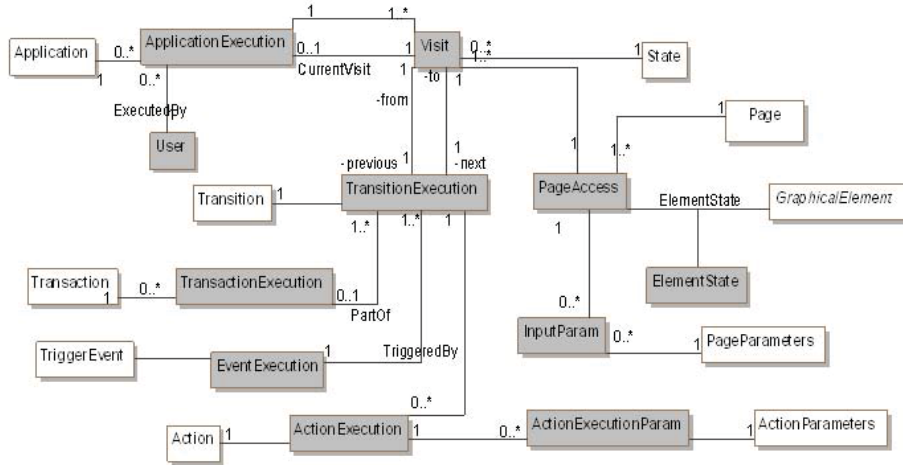 1
1..*
Application
0..*
ApplicationExecution
Visit
0..*
1
State
1
0..*
0..1
CurrentVisit
1
1..*
1
-to
1
-from
ExecutedBy
User
1
Page
1..*
1
-previous
1
1
-next
Transition
1
TransitionExecution
PageAccess
ElementState
GraphicalElement
1..*
1..*
1
1
Transaction
1
0..*
TransactionExecution
0..1
PartOf
ElementState
0..*
InputParam
0..*
1
PageParameters
TriggerEvent
EventExecution
1
TriggeredBy
0..*
Action
1
ActionExecution
1
0..*
ActionExecutionParam
1
ActionParameters